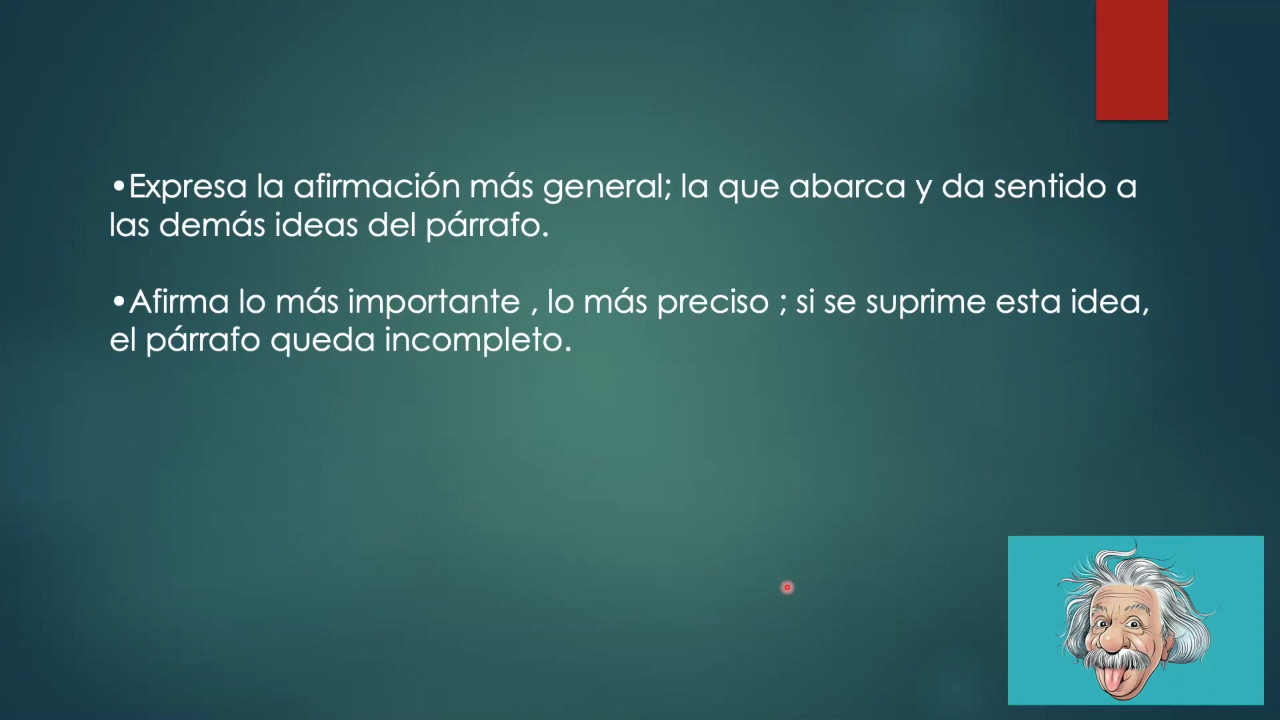 •Expresa la afirmación más general; la que abarca y da sentido a
las demás ideas del párrafo.
•Afirma lo más importante , lo más preciso ; si se suprime esta idea,
el párrafo queda incompleto.